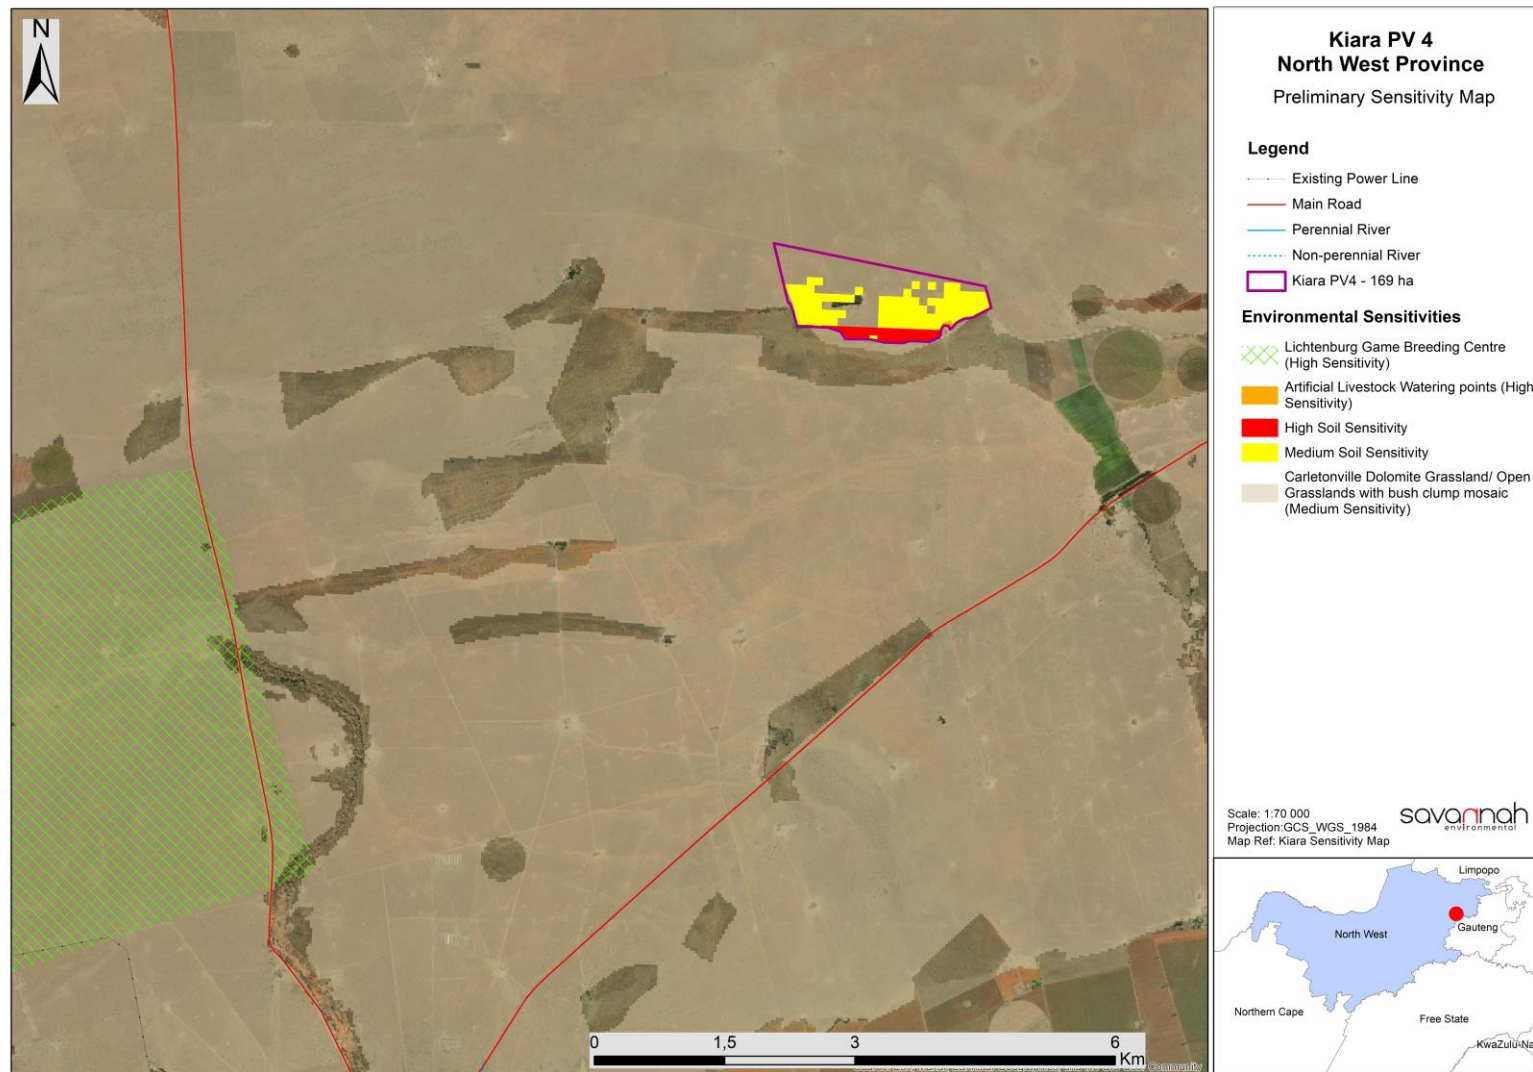 N
Kiara PV 4
North West Province
Preliminary Sensitivity Map
Legend
Existing Power Line
Main Road
Perennial River
Non-perennial River
Kiara PV4 - 169 ha
Environmental Sensitivities
Lichtenburg Game Breeding Centre
(High Sensitivity)
Artificial Livestock Watering points (High
Sensitivity)
High Soil Sensitivity
Medium Soil Sensitivity
Carletonville Dolomite Grassland/ Open
Grasslands with bush clump mosaic
(Medium Sensitivity)
Scale: 1:70 000
Projection:GCS_WGS_1984
Map Ref: Kiara Sensitivity Map
savannah
environmental
0 1,5 3 6
Km
Community
Limpopo
North West
Gauteng
Northern Cape
Free State
KwaZulu-Na